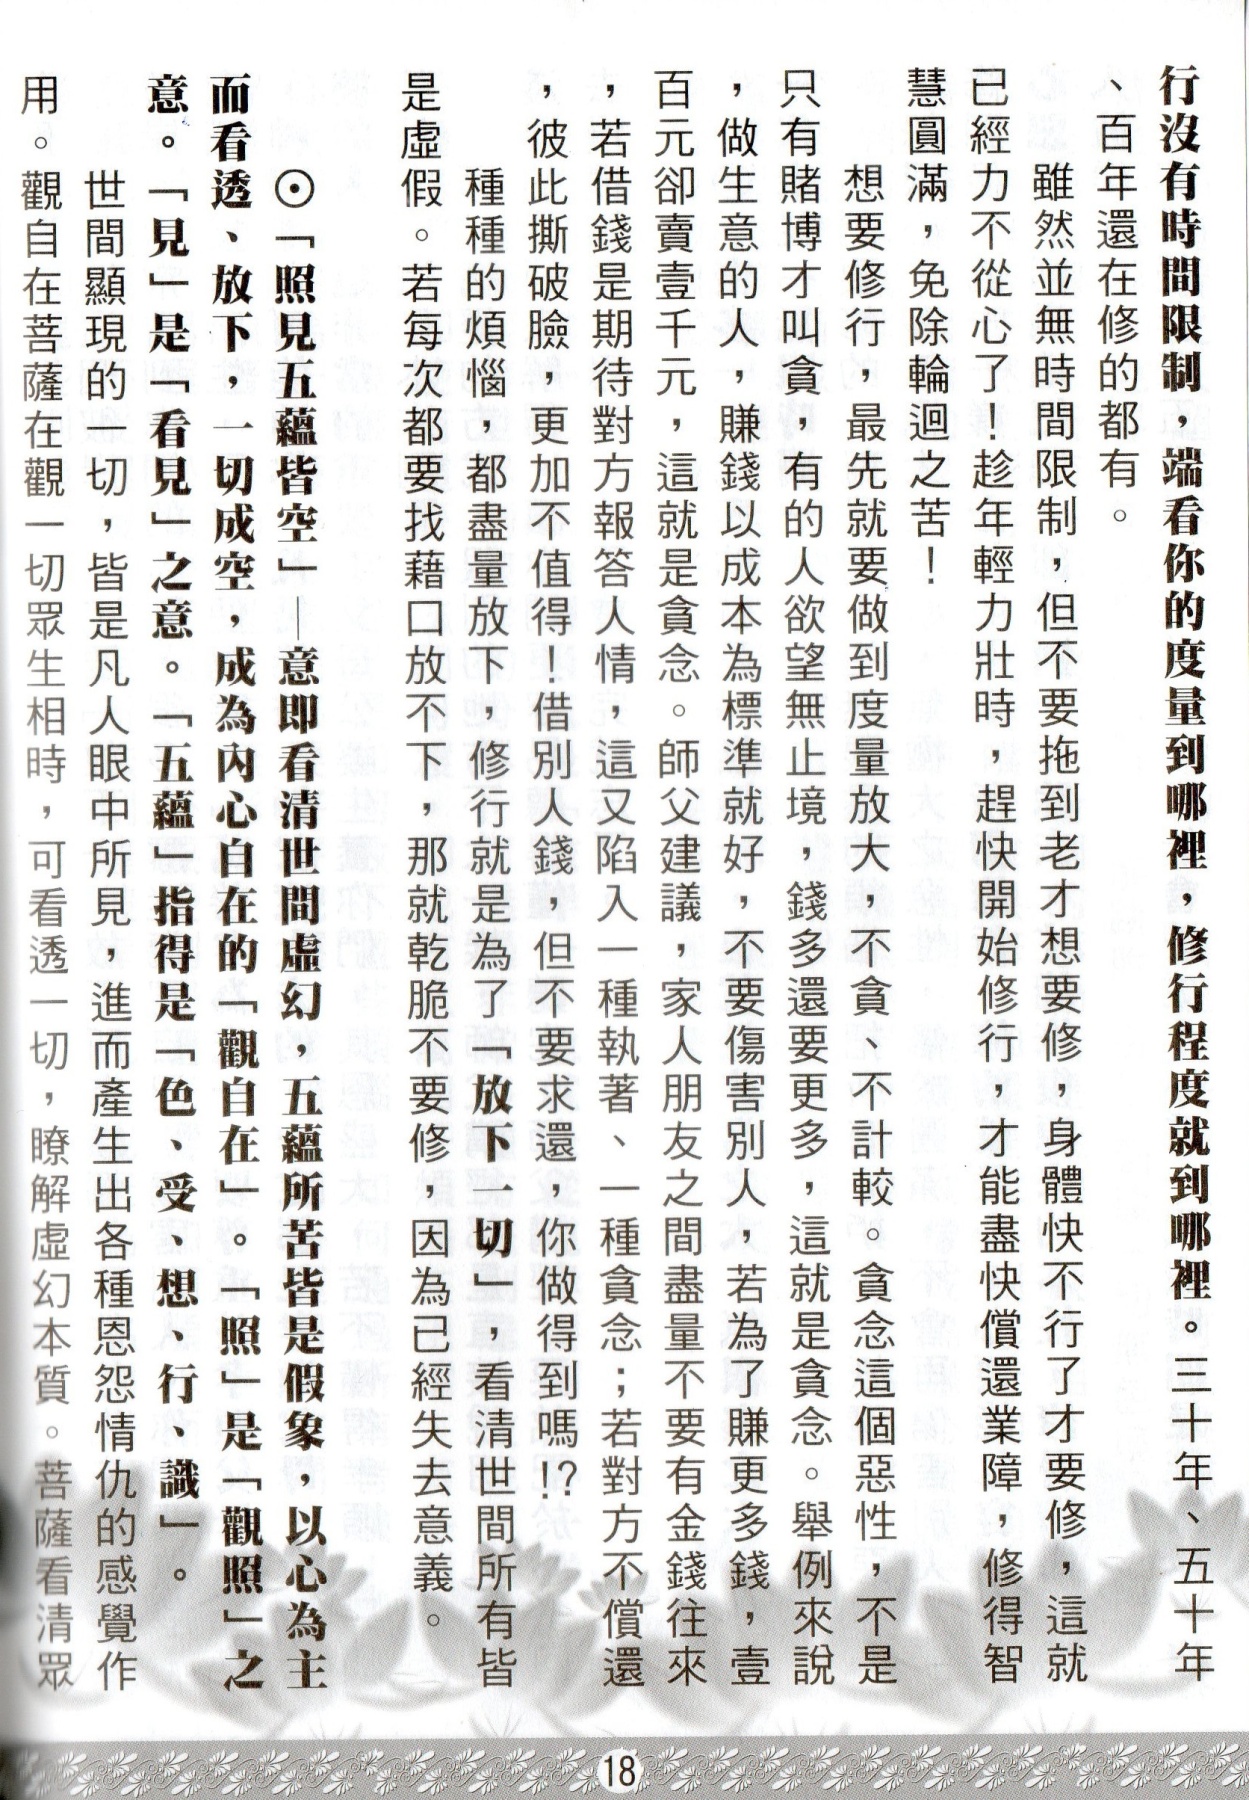 行沒有時間限制，端看你的度量到哪裡，修行程度就到哪裡。三十年、五十年
、百年還在修的都有。
雖然並無時間限制，但不要拖到老才想要修，身體快不行了才要修，這就
已經力不從心了！趁年輕力壯時，趕快開始修行，才能盡快償還業障，修得智
慧圓滿，免除輪迴之苦！
想要修行，最先就要做到度量放大，不貪、不計較。貪念這個惡性，不是
只有賭博才叫貪，有的人欲望無止境，錢多還要更多，這就是貪念。舉例來說
，做生意的人，賺錢以成本為標準就好，不要傷害別人，若為了賺更多錢，壹
百元卻賣壹千元，這就是貪念。師父建議，家人朋友之間盡量不要有金錢往來
，若借錢是期待對方報答人情，這又陷入一種執著、一種貪念；若對方不償還
，彼此撕破臉，更加不值得！借別人錢，但不要求還，你做得到嗎!?
種種的煩惱，都盡量放下，修行就是為了「放下一切」，看清世間所有皆
是虛假。若每次都要找藉口放不下，那就乾脆不要修，因為已經失去意義。
⊙「照見五蘊皆空」—意即看清世間虛幻，五蘊所苦皆是假象，以心為主
而看透、放下，一切成空，成為內心自在的「觀自在」。「照」是「觀照」之
意。「見」是「看見」之意。「五蘊」指得是「色、受、想、行、識」。
世間顯現的一切，皆是凡人眼中所見，進而產生出各種恩怨情仇的感覺作
用。觀自在菩薩在觀一切眾生相時，可看透一切，瞭解虛幻本質。菩薩看清眾
18